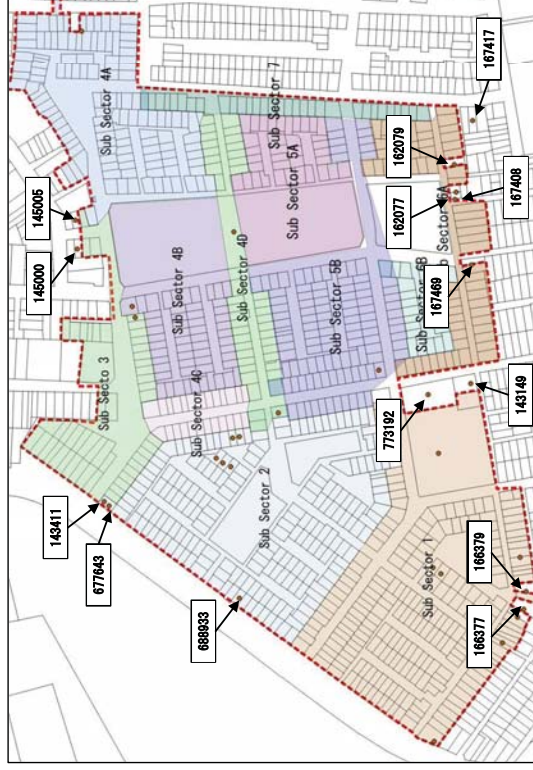 Sub Sector 4A
Sub Sector 7
167417
145005
145000
162079
162077
167408
Sub Sector 5A
Sub Sector 4B
Sub Sector 4D
Sub Sector 5B
Sub Sector 6B
167469
Sub Secto 3
Sub Sector 4C
143411
677643
Sub Sector 2
773192
143149
688933
Sub Sector 1
166379
166377